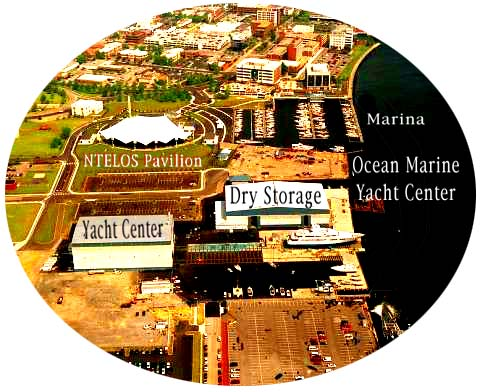 Marina
NTELOS Pavilion
Ocean Marine
Yacht Center
Dry Storage
Yacht Center